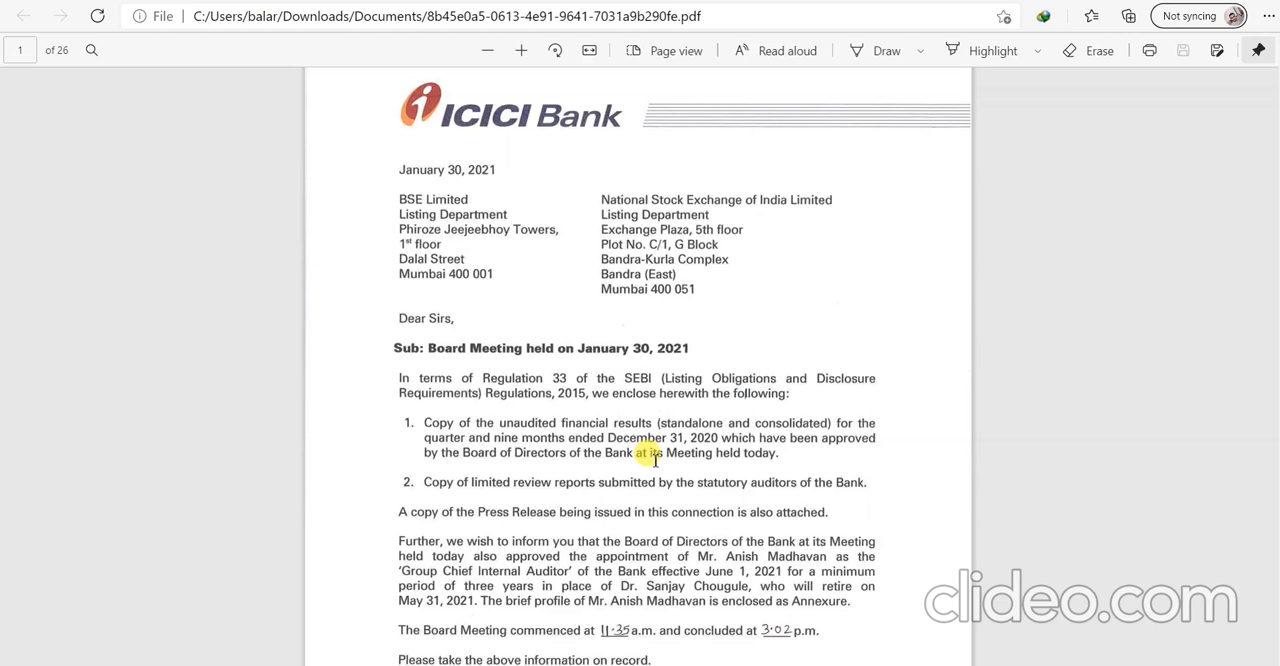 File C:/Users/balar/Downloads/Documents/8b45e0a5-0613-4e91-9641-7031a9b290fe.pdf Not syncing
1 of 26 Page view Read aloud Draw Highlight Erase
ICICI Bank
January 30, 2021
BSE Limited
Listing Department
Phiroze Jeejeebhoy Towers,
1st floor
Dalal Street
Mumbai 400 001
National Stock Exchange of India Limited
Listing Department
Exchange Plaza, 5th floor
Plot No. C/1, G Block
Bandra-Kurla Complex
Bandra (East)
Mumbai 400 051
Dear Sirs,
Sub: Board Meeting held on January 30, 2021
In terms of Regulation 33 of the SEBI (Listing Obligations and Disclosure
Requirements) Regulations, 2015, we enclose herewith the following:
1. Copy of the unaudited financial results (standalone and consolidated) for the
quarter and nine months ended December 31, 2020 which have been approved
by the Board of Directors of the Bank at its Meeting held today.
2. Copy of limited review reports submitted by the statutory auditors of the Bank.
A copy of the Press Release being issued in this connection is also attached.
Further, we wish to inform you that the Board of Directors of the Bank at its Meeting
held today also approved the appointment of Mr. Anish Madhavan as the
‘Group Chief Internal Auditor’ of the Bank effective June 1, 2021 for a minimum
period of three years in place of Dr. Sanjay Chougule, who will retire on
May 31, 2021. The brief profile of Mr. Anish Madhavan is enclosed as Annexure.
The Board Meeting commenced at 11.35 a.m. and concluded at 3.02 p.m.
Please take the above information on record.
clideo.com